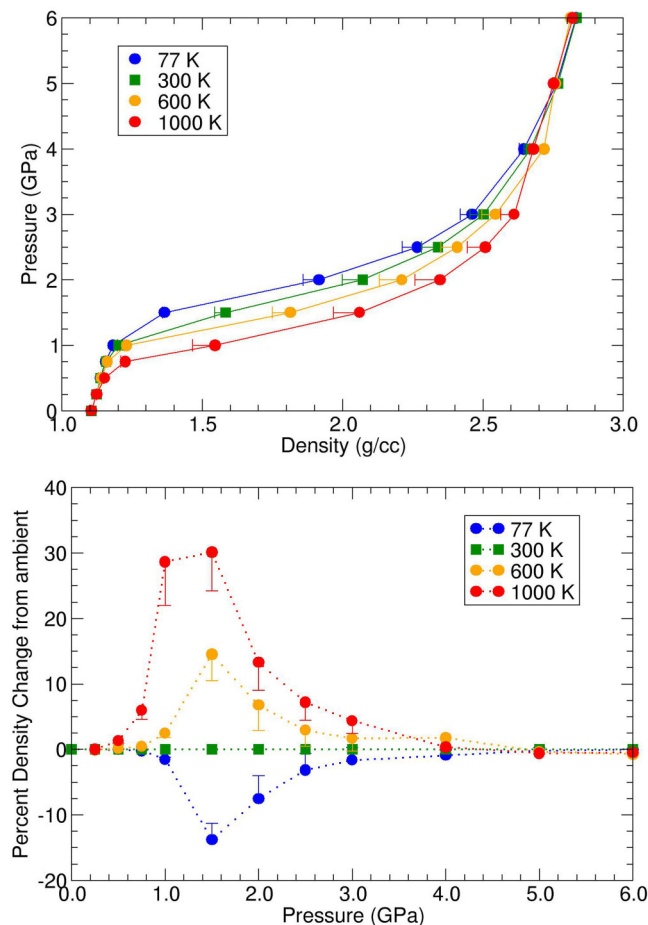 6
5
4
3
2
1
0
Pressure (GPa)
77 K
300 K
600 K
1000 K
1.0 1.5 2.0 2.5 3.0
Density (g/cc)
40
30
20
10
0
-10
-20
Percent Density Change from ambient
77 K
300 K
600 K
1000 K
0.0 1.0 2.0 3.0 4.0 5.0 6.0
Pressure (GPa)